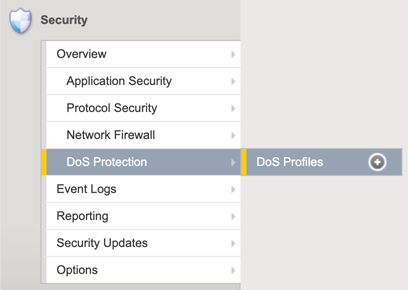 Security
Overview
Application Security
Protocol Security
Network Firewall
DoS Protection
DoS Profiles
Event Logs
Reporting
Security Updates
Options